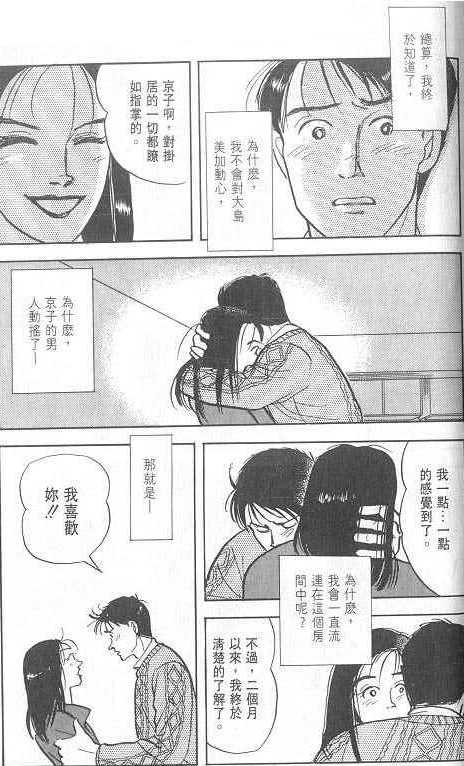 總算，我終
於知道了，
為什麼，
我不會對大島
美加動心，
京子啊，對掛
居的一切都瞭
如指掌的。
為什麼，
京子的男
人動搖了—
我一點…一點
的感覺到了。
為什麼，
我會一直流
連在這個房
間中呢？
不過，二個月
以來，我終於
清楚的了解了。
那就是—
我喜歡
妳!!